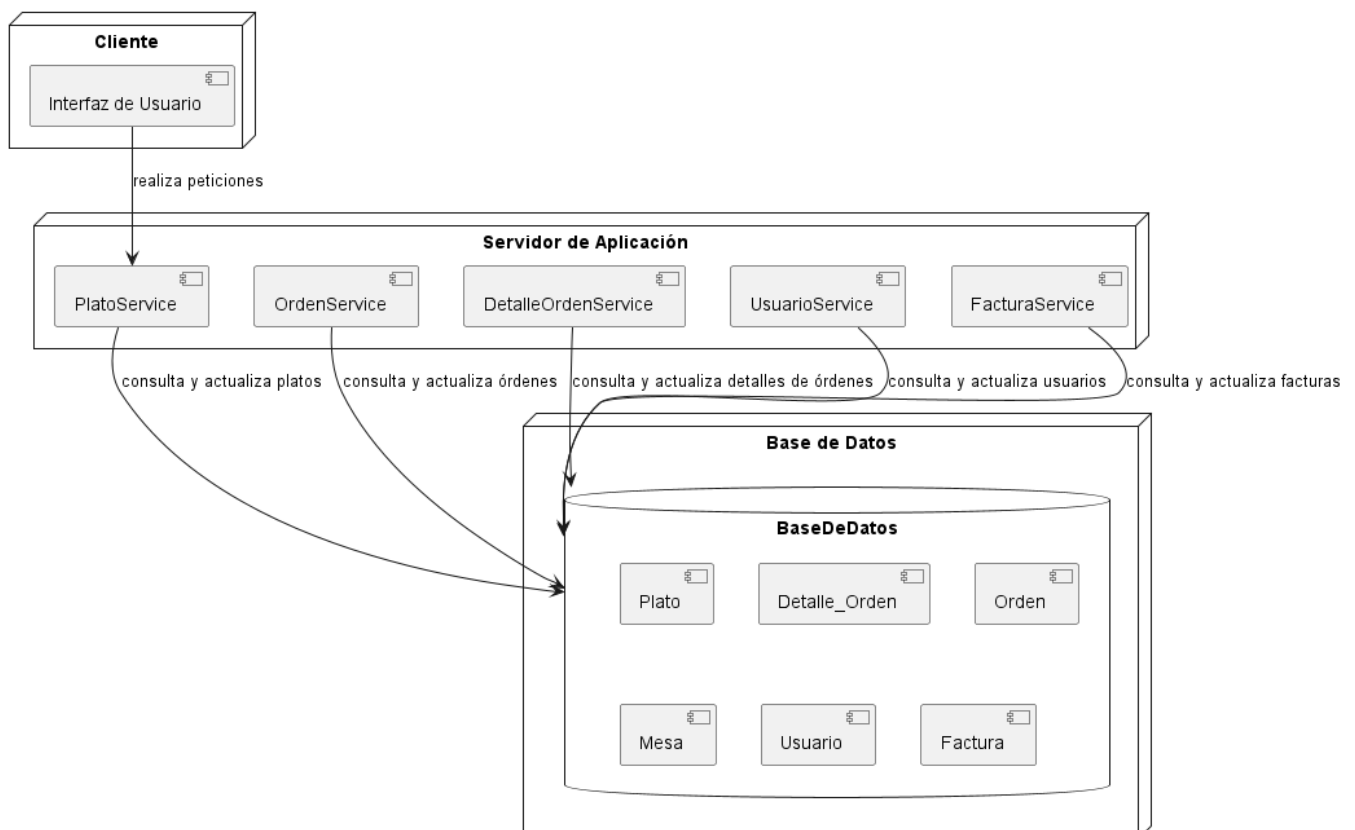 Cliente
Interfaz de Usuario
realiza peticiones
Servidor de Aplicación
PlatoService
OrdenService
DetalleOrdenService
UsuarioService
FacturaService
consulta y actualiza platos
consulta y actualiza órdenes
consulta y actualiza detalles de órdenes
consulta y actualiza usuarios
consulta y actualiza facturas
Base de Datos
BaseDeDatos
Plato
Detalle_Orden
Orden
Mesa
Usuario
Factura